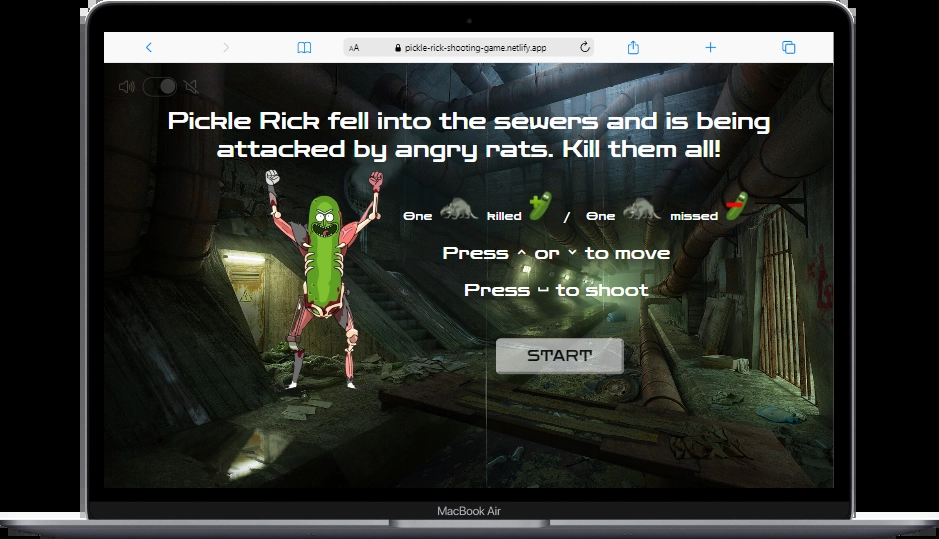 AA pickle-rick-shooting-game.netlify.app
Pickle Rick fell into the sewers and is being
attacked by angry rats. Kill them all!
One killed / One missed
Press ^ or ⌄ to move
Press ⎵ to shoot
START
MacBook Air